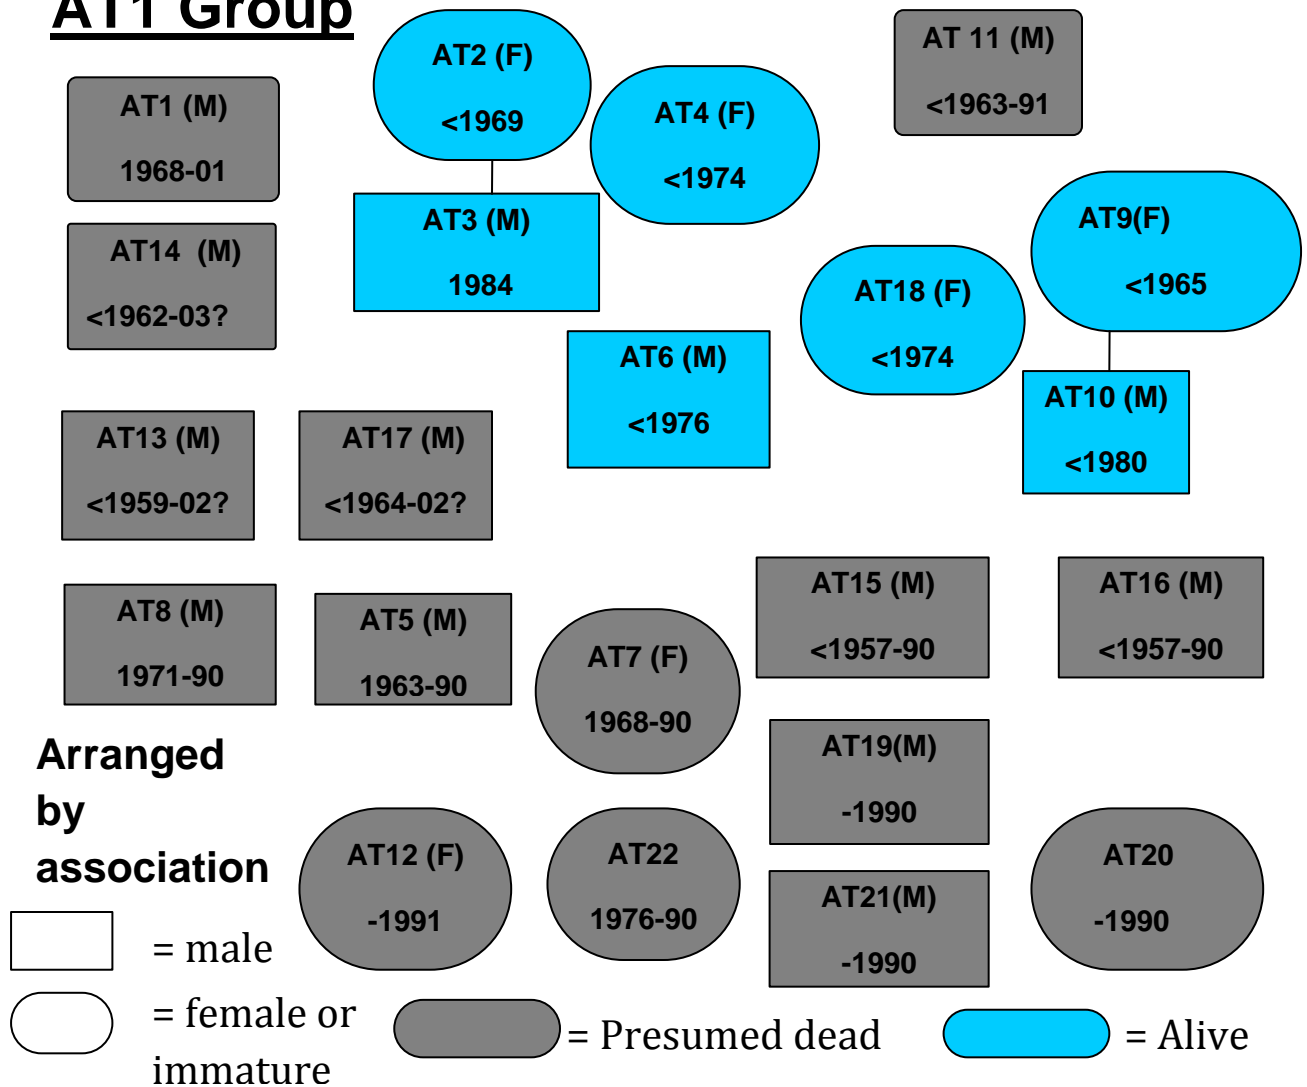 AT1 Group
AT2 (F)
<1969
AT 11 (M)
<1963-91
AT1 (M)
1968-01
AT4 (F)
<1974
AT3 (M)
1984
AT14 (M)
<1962-03?
AT9(F)
<1965
AT18 (F)
<1974
AT6 (M)
<1976
AT10 (M)
<1980
AT13 (M)
<1959-02?
AT17 (M)
<1964-02?
AT15 (M)
<1957-90
AT16 (M)
<1957-90
AT8 (M)
1971-90
AT5 (M)
1963-90
AT7 (F)
1968-90
AT19(M)
-1990
Arranged
by
association
AT12 (F)
-1991
AT22
1976-90
AT21(M)
-1990
AT20
-1990
= male
= female or
immature
= Presumed dead
= Alive